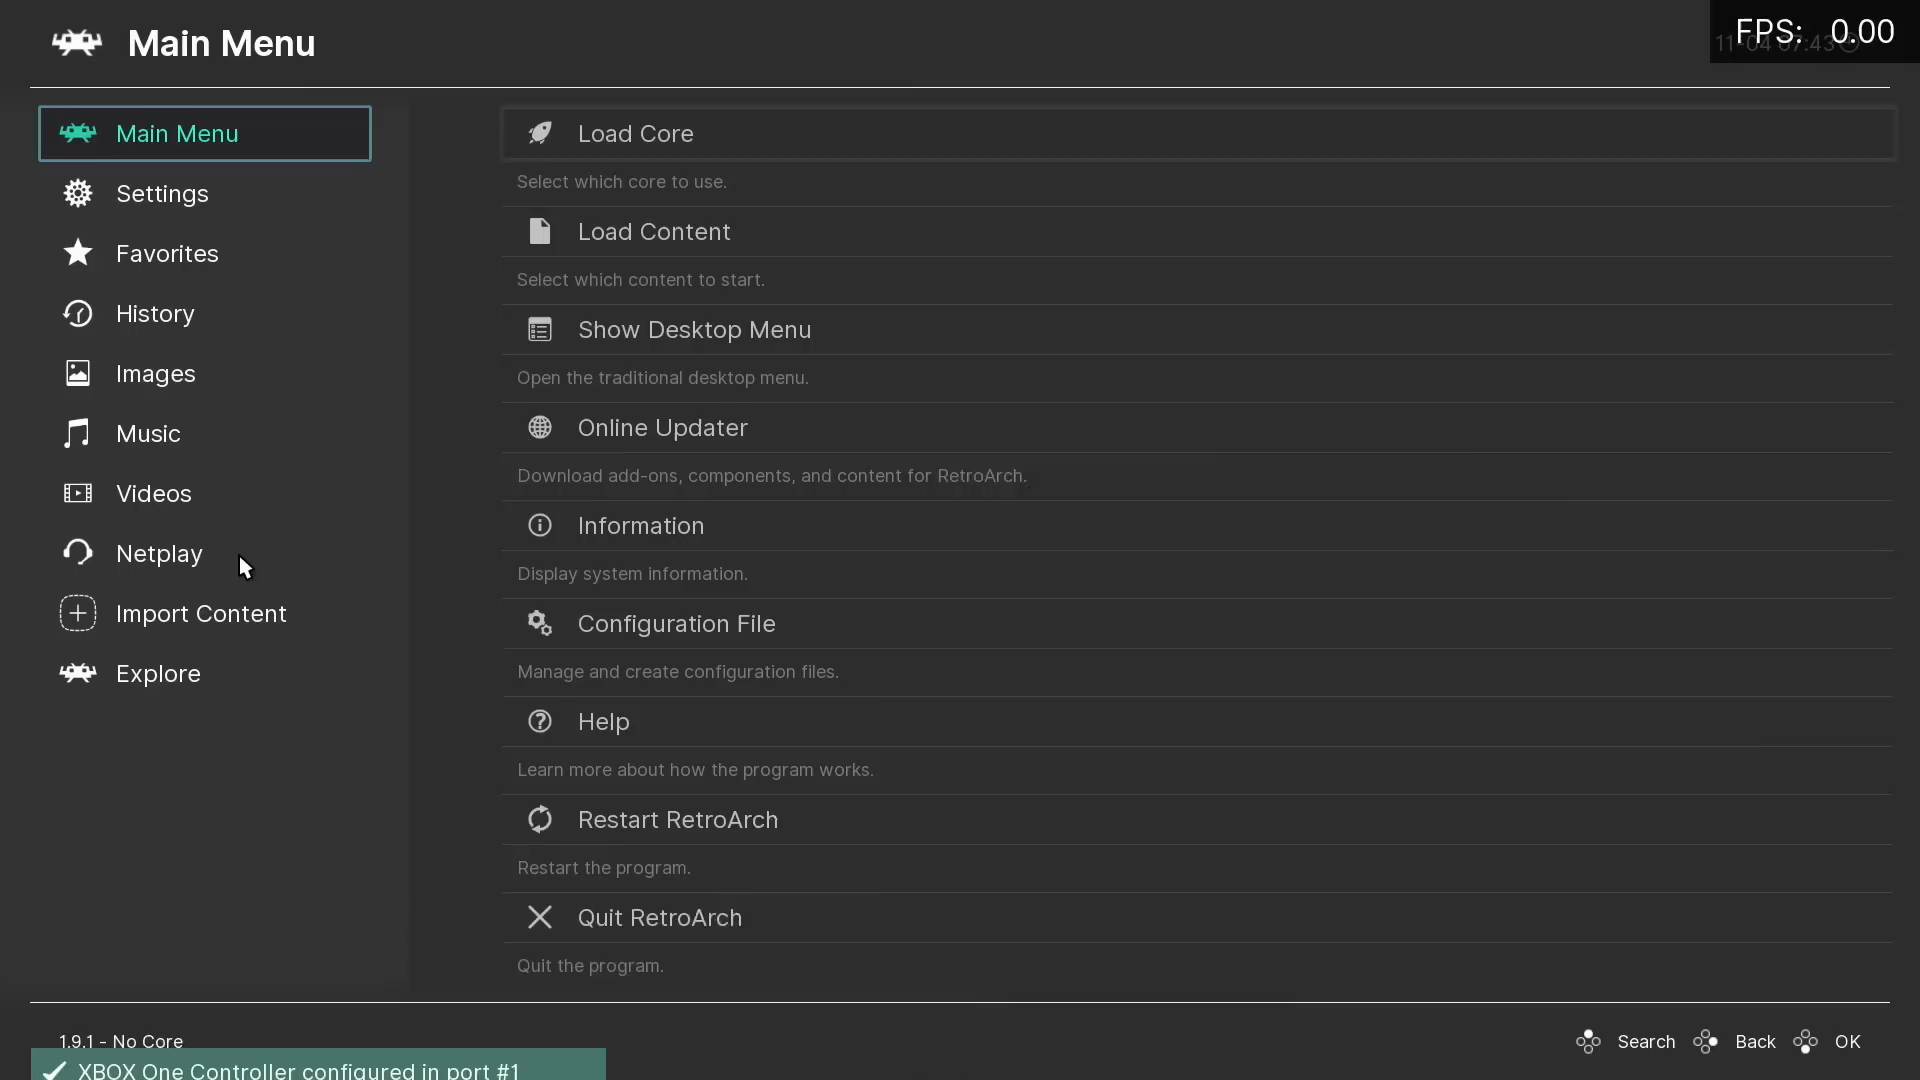 Main Menu
FPS: 0.00
11-04 07:43
Main Menu
Settings
Favorites
History
Images
Music
Videos
Netplay
Import Content
Explore
Load Core
Select which core to use.
Load Content
Select which content to start.
Show Desktop Menu
Open the traditional desktop menu.
Online Updater
Download add-ons, components, and content for RetroArch.
Information
Display system information.
Configuration File
Manage and create configuration files.
Help
Learn more about how the program works.
Restart RetroArch
Restart the program.
Quit RetroArch
Quit the program.
1.9.1 - No Core
Search Back OK
XBOX One Controller configured in port #1